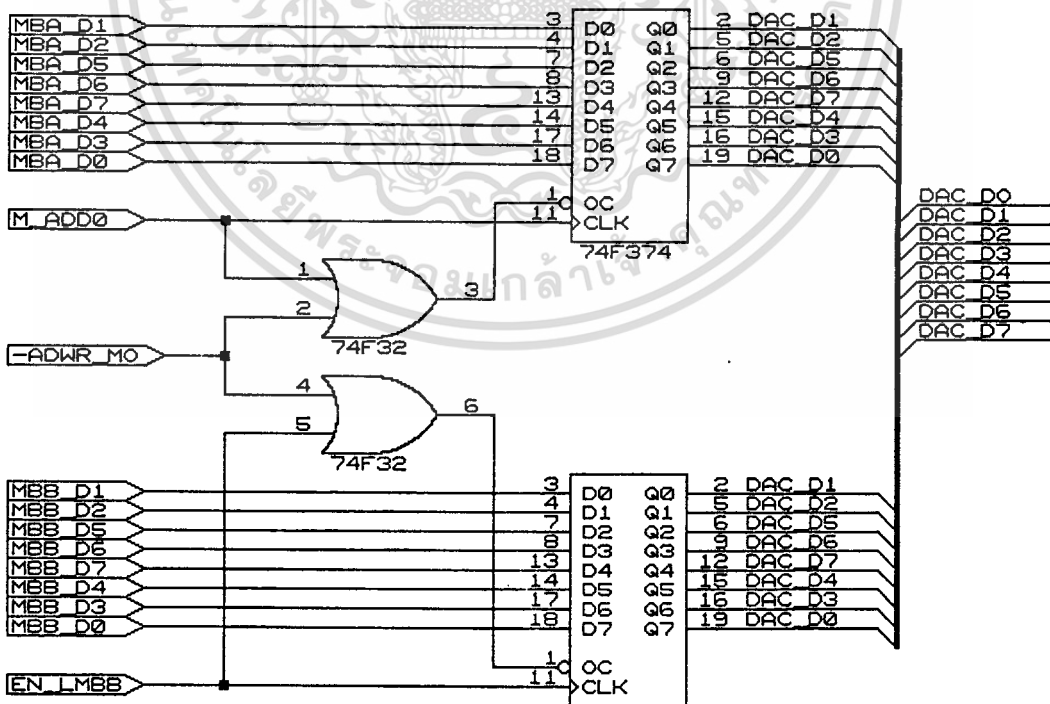 MBA_D1 3 D0 Q0 2 DAC_D1
MBA_D2 4 D1 Q1 5 DAC_D2
MBA_D5 7 D2 Q2 6 DAC_D5
MBA_D6 8 D3 Q3 9 DAC_D6
MBA_D7 13 D4 Q4 12 DAC_D7
MBA_D4 14 D5 Q5 15 DAC_D4
MBA_D3 17 D6 Q6 16 DAC_D3
MBA_D0 18 D7 Q7 19 DAC_D0
1 OC
M_ADD0 11 CLK
74F374
DAC_D0
DAC_D1
DAC_D2
DAC_D3
DAC_D4
DAC_D5
DAC_D6
DAC_D7
1
2 3
74F32
-ADWR_MO
4
5 6
74F32
MBB_D1 3 D0 Q0 2 DAC_D1
MBB_D2 4 D1 Q1 5 DAC_D2
MBB_D5 7 D2 Q2 6 DAC_D5
MBB_D6 8 D3 Q3 9 DAC_D6
MBB_D7 13 D4 Q4 12 DAC_D7
MBB_D4 14 D5 Q5 15 DAC_D4
MBB_D3 17 D6 Q6 16 DAC_D3
MBB_D0 18 D7 Q7 19 DAC_D0
1 OC
EN_LMBB 11 CLK